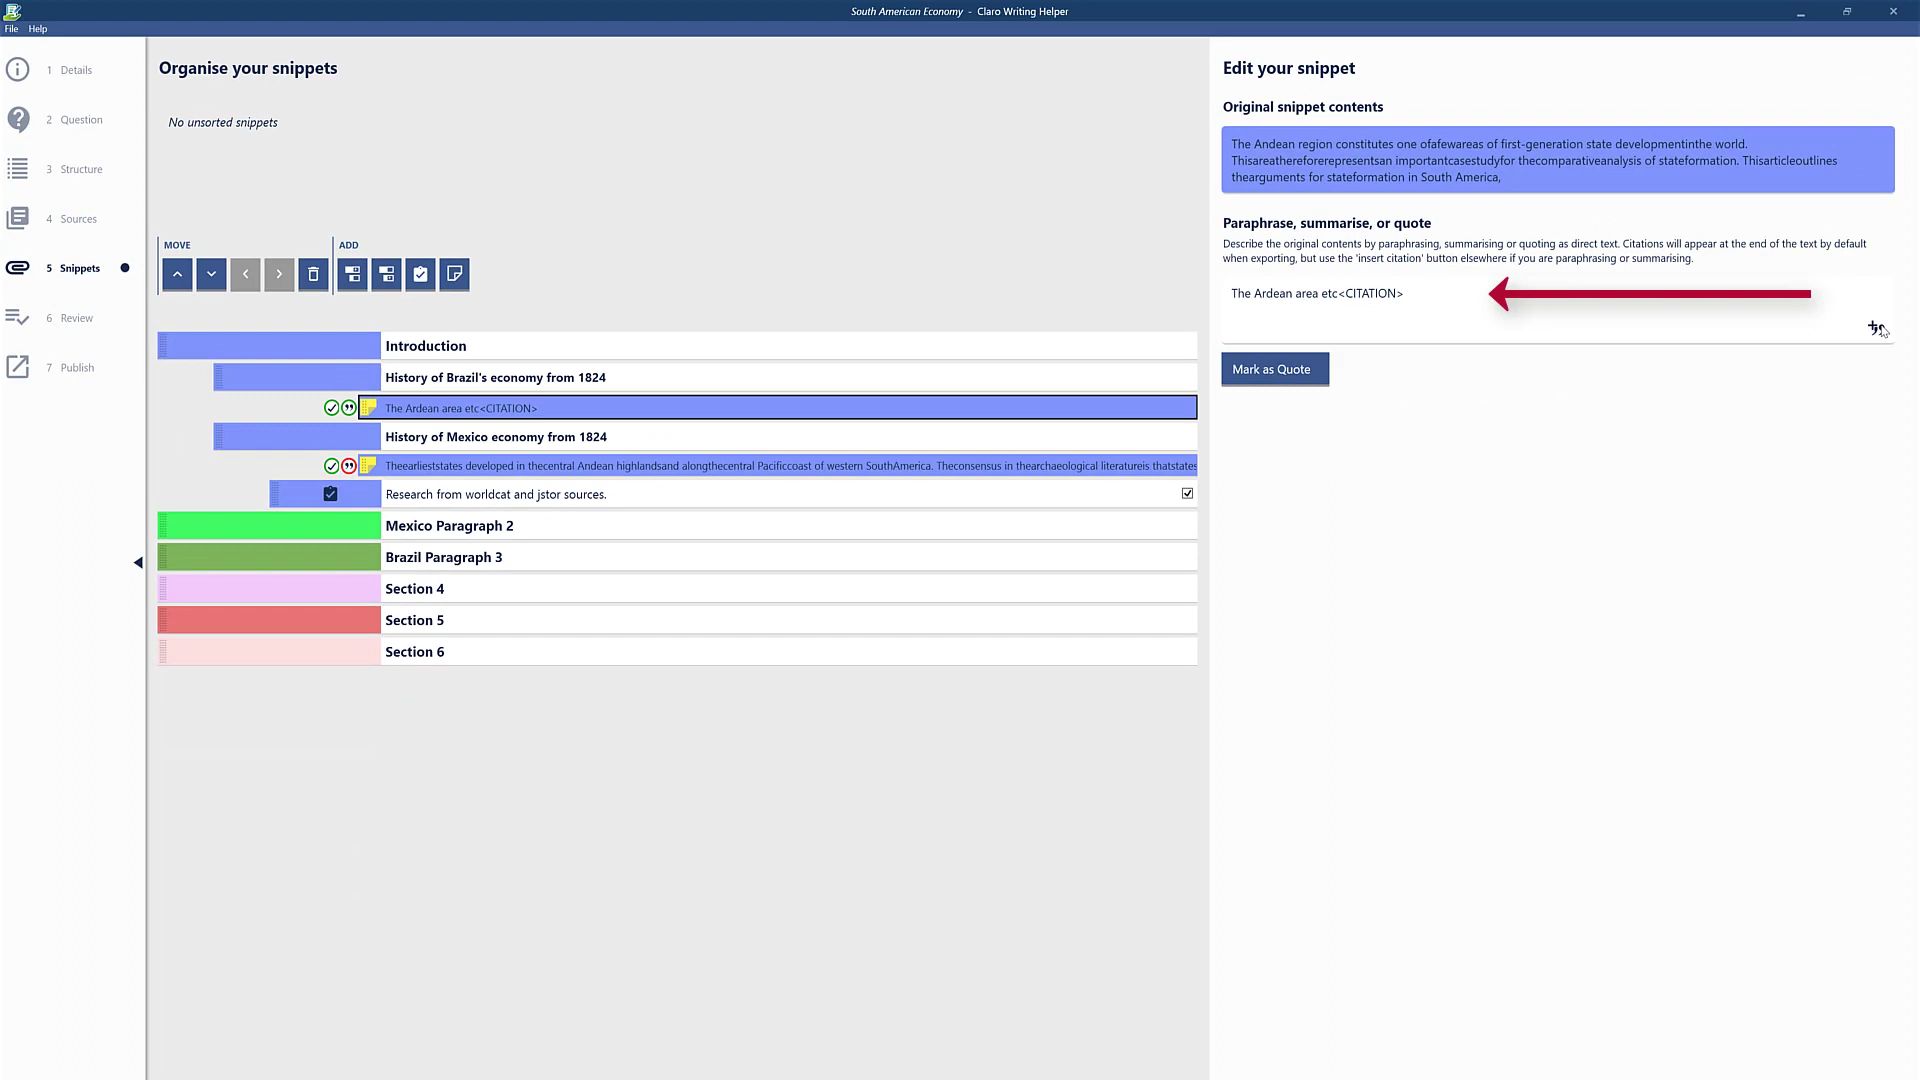 South American Economy - Claro Writing Helper
File Help
1 Details
2 Question
3 Structure
4 Sources
5 Snippets
6 Review
7 Publish
Organise your snippets
No unsorted snippets
MOVE
ADD
Introduction
History of Brazil's economy from 1824
The Ardean area etc<CITATION>
History of Mexico economy from 1824
Theearlieststates developed in thecentral Andean highlandsand alongthecentral Pacificcoast of western SouthAmerica. Theconsensus in thearchaeological literatureis thatstates
Research from worldcat and jstor sources.
Mexico Paragraph 2
Brazil Paragraph 3
Section 4
Section 5
Section 6
Edit your snippet
Original snippet contents
The Andean region constitutes one ofafewareas of first-generation state developmentinthe world.
Thisareathereforerepresentsan importantcasestudyfor thecomparativeanalysis of stateformation. Thisarticleoutlines
thearguments for stateformation in South America,
Paraphrase, summarise, or quote
Describe the original contents by paraphrasing, summarising or quoting as direct text. Citations will appear at the end of the text by default
when exporting, but use the 'insert citation' button elsewhere if you are paraphrasing or summarising.
The Ardean area etc<CITATION>
Mark as Quote